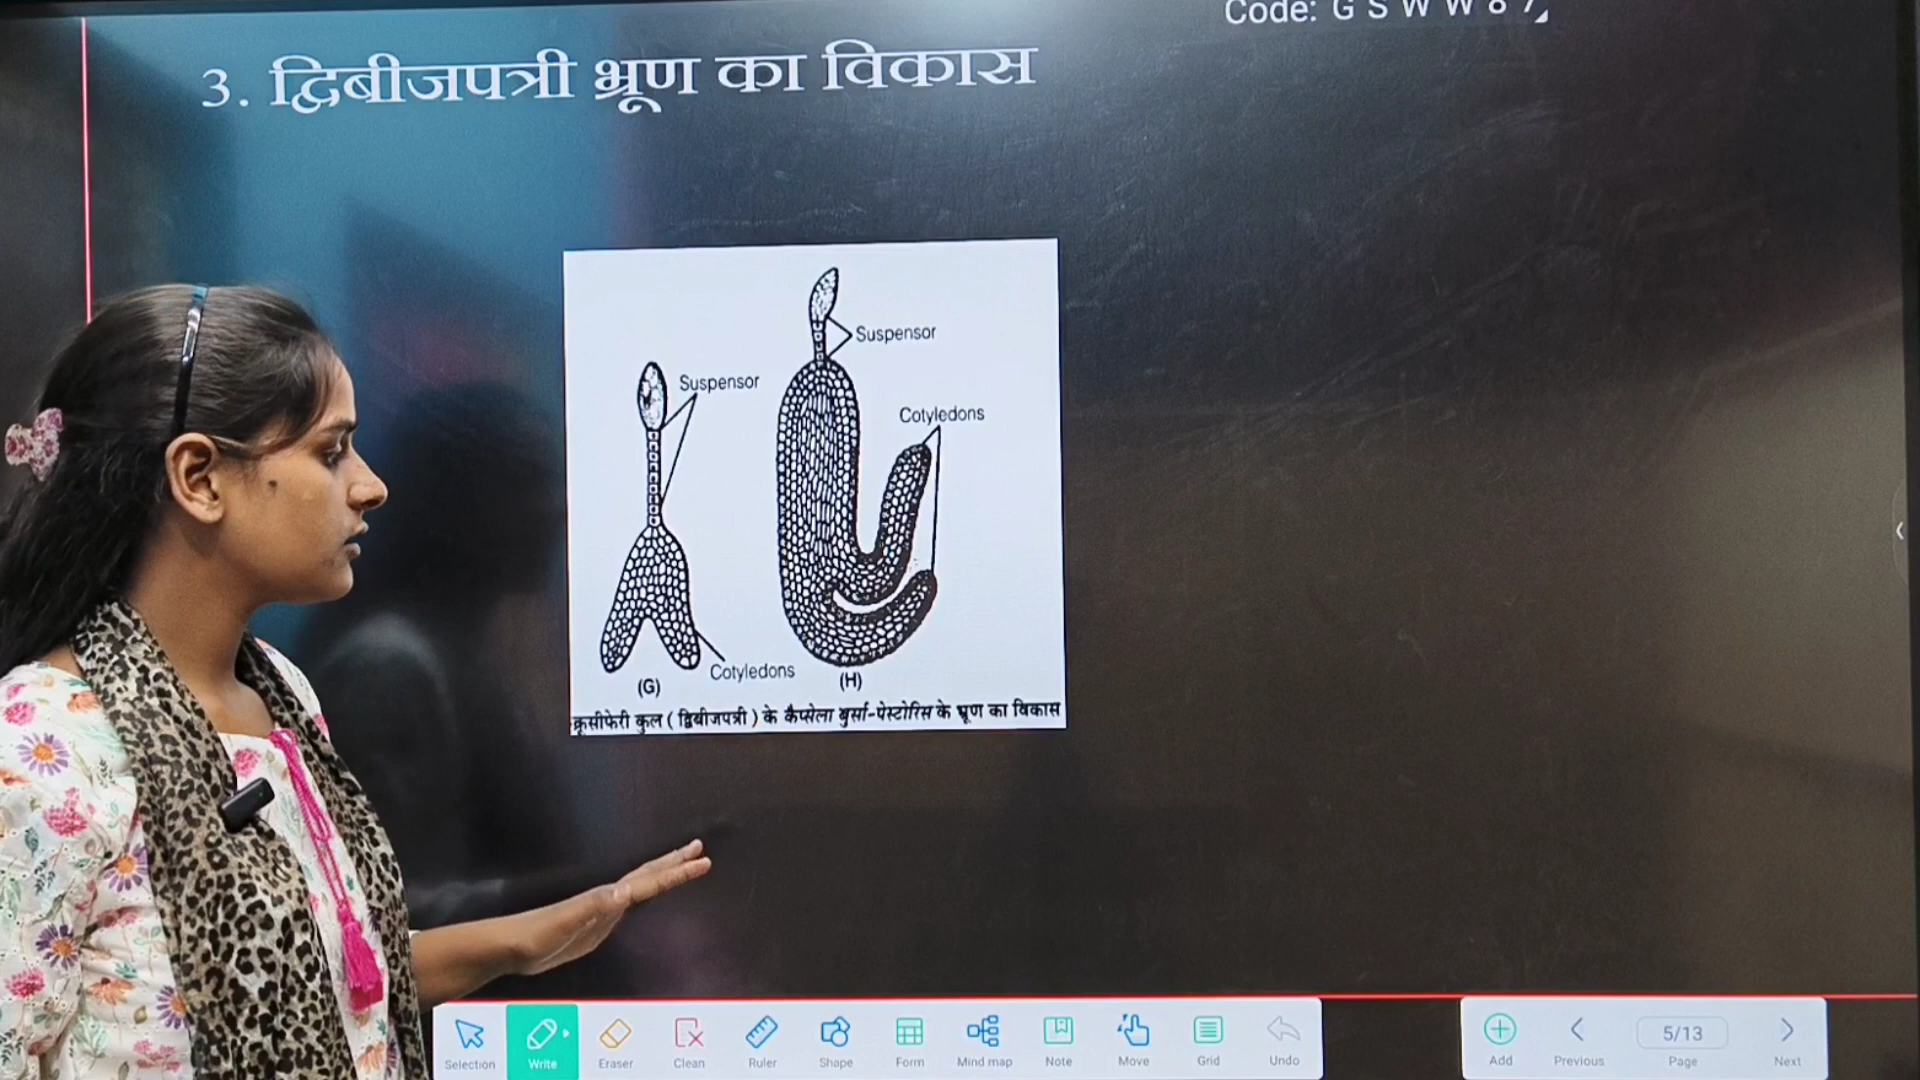 Code: G S W W 8 7
3. द्विबीजपत्री भ्रूण का विकास
Suspensor
Suspensor
Cotyledons
Cotyledons
(G)
(H)
क्रूसीफेरी कुल ( द्विबीजपत्री ) के कैप्सेला बुर्सा-पेस्टोरिस के भ्रूण का विकास
Selection
Write
Eraser
Clean
Ruler
Shape
Form
Mind map
Note
Move
Grid
Undo
Add
Previous
5/13
Page
Next